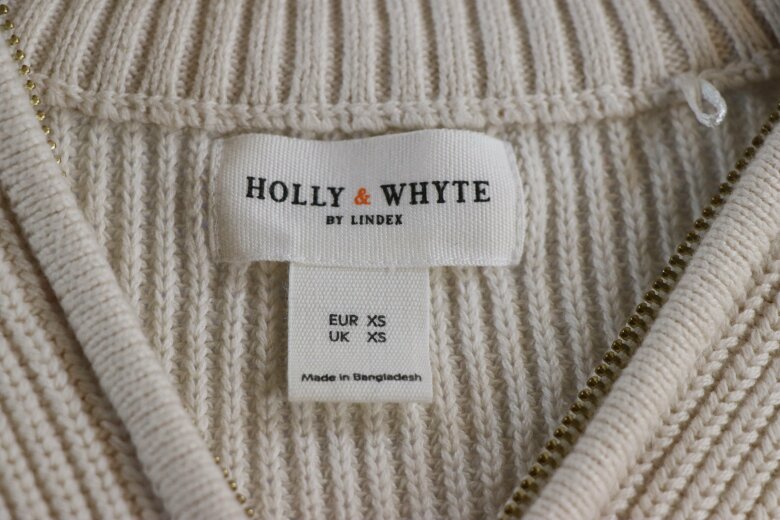 HOLLY & WHYTE
BY LINDEX
EUR XS
UK XS
Made in Bangladesh